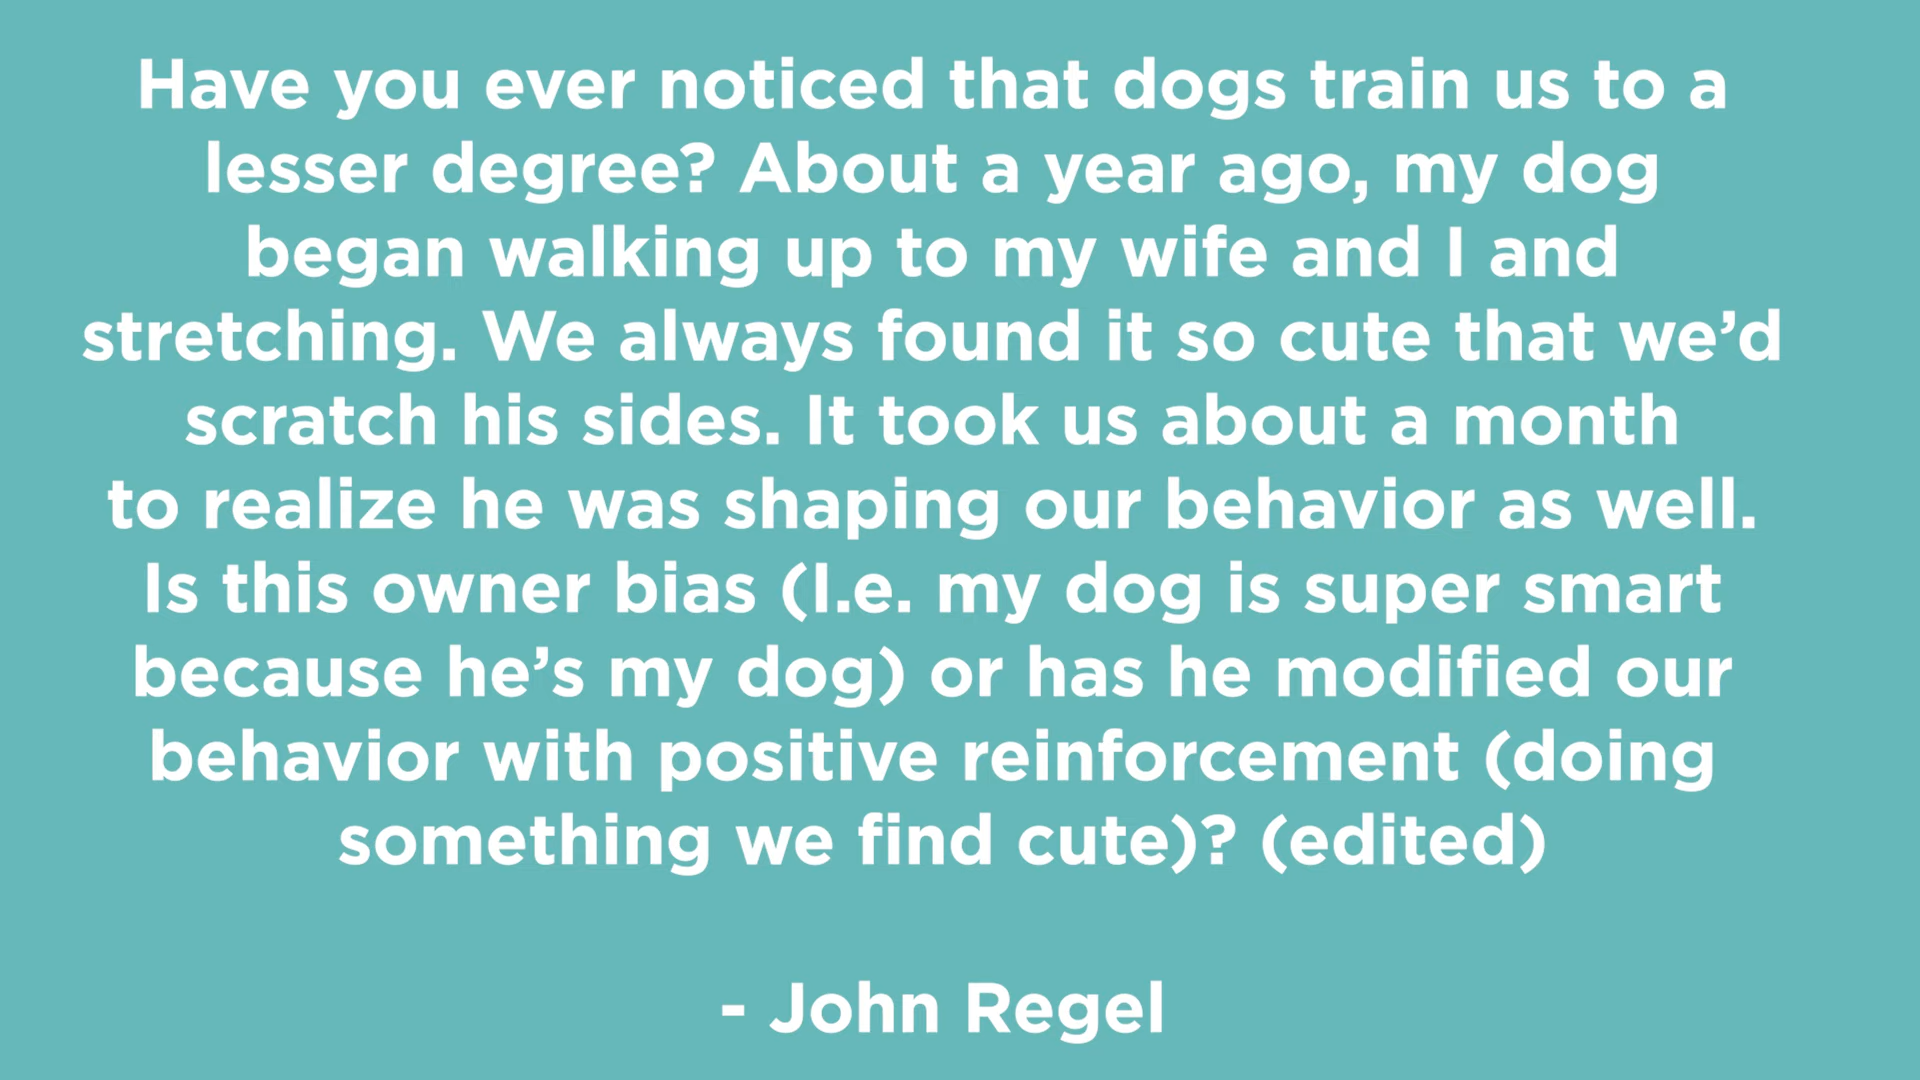 Have you ever noticed that dogs train us to a
lesser degree? About a year ago, my dog
began walking up to my wife and I and
stretching. We always found it so cute that we’d
scratch his sides. It took us about a month
to realize he was shaping our behavior as well.
Is this owner bias (I.e. my dog is super smart
because he’s my dog) or has he modified our
behavior with positive reinforcement (doing
something we find cute)? (edited)
- John Regel